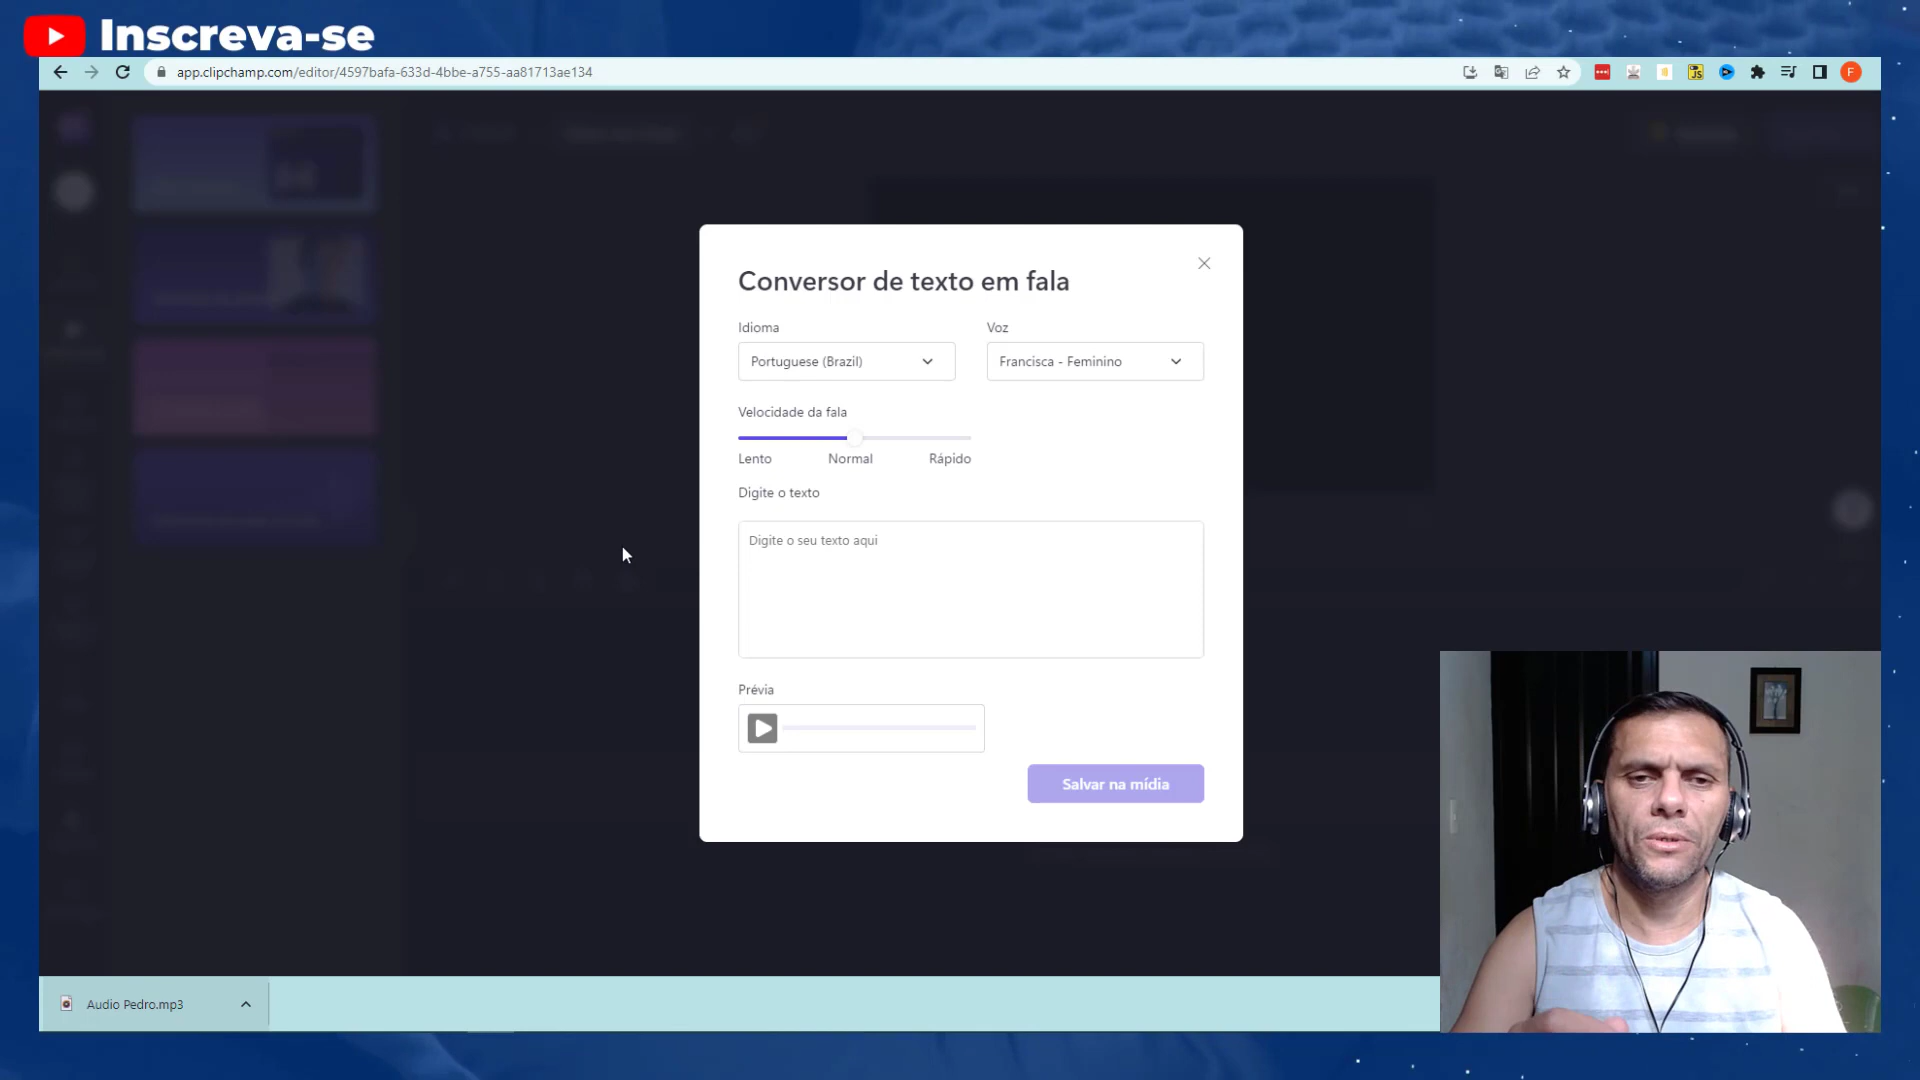 Inscreva-se
app.clipchamp.com/editor/4597bafa-633d-4bbe-a755-aa81713ae134
F
JS
Conversor de texto em fala
Idioma
Voz
Portuguese (Brazil)
Francisca - Feminino
Velocidade da fala
Lento
Normal
Rápido
Digite o texto
Digite o seu texto aqui
Prévia
Salvar na mídia
Audio Pedro.mp3